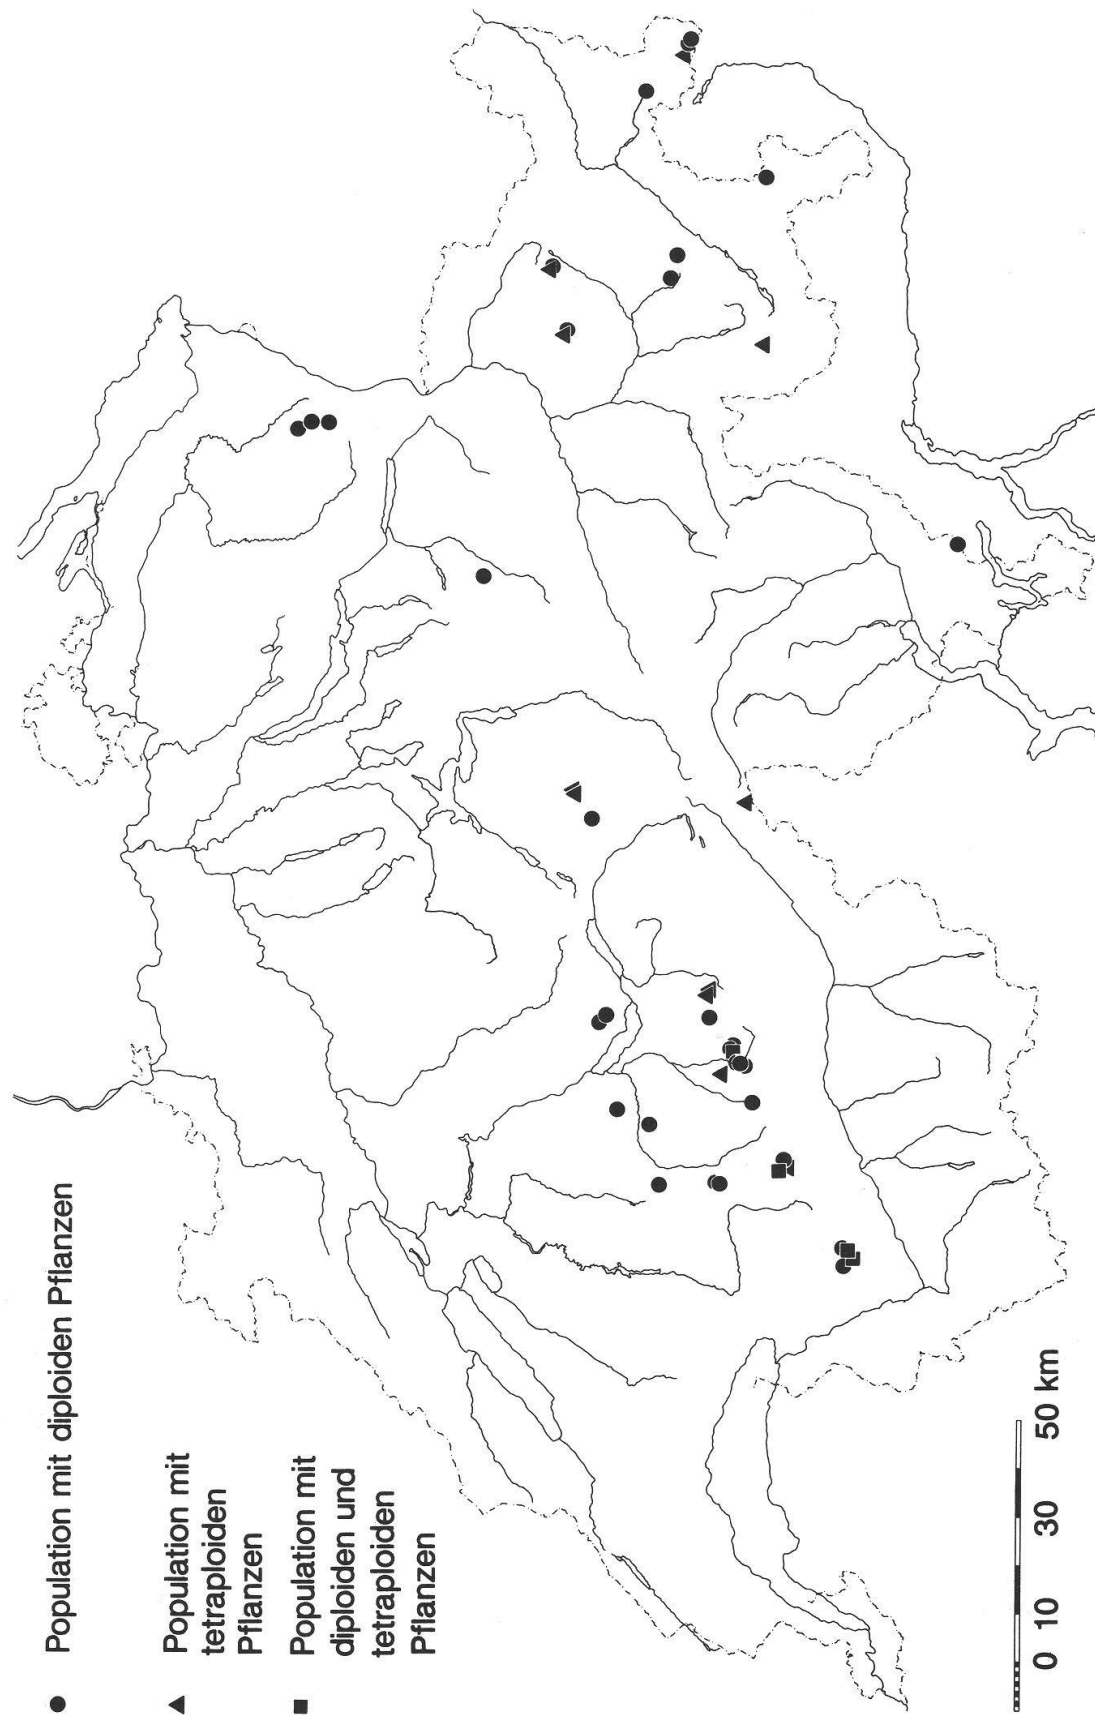 Population mit diploiden Pflanzen
Population mit
tetraploiden
Pflanzen
Population mit
diploiden und
tetraploiden
Pflanzen
0 10 30 50 km